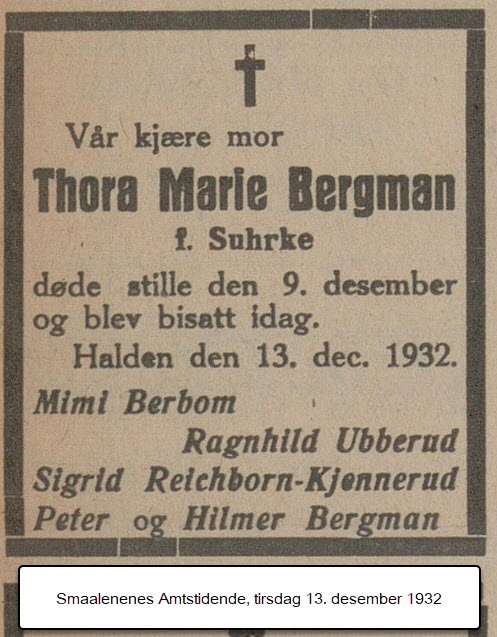 Vår kjære mor
Thora Marie Bergman
f. Suhrke
døde stille den 9. desember
og blev bisatt idag.
Halden den 13. dec. 1932.
Mimi Berbom
Ragnhild Ubberud
Sigrid Reichborn-Kjennerud
Peter og Hilmer Bergman
Smaalenenes Amtstidende, tirsdag 13. desember 1932